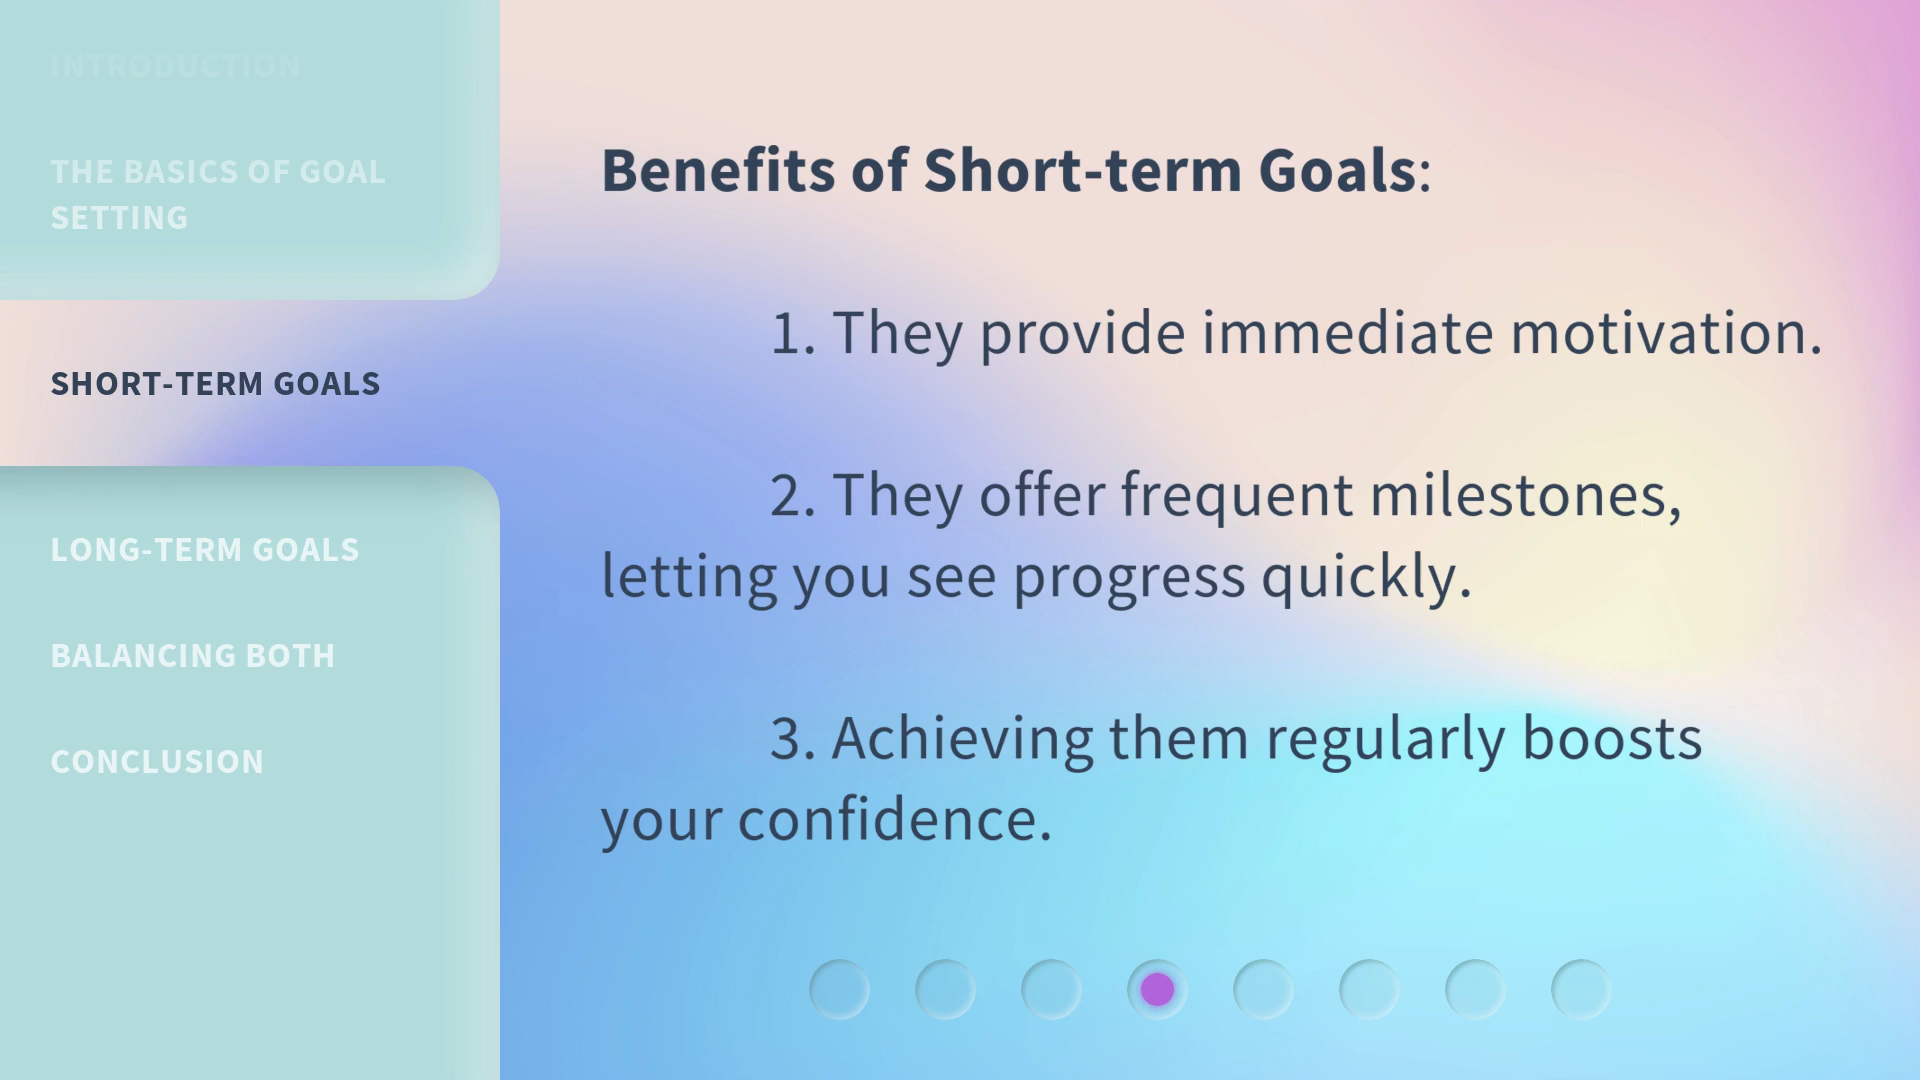 INTRODUCTION
THE BASICS OF GOAL
SETTING
SHORT-TERM GOALS
LONG-TERM GOALS
BALANCING BOTH
CONCLUSION
Benefits of Short-term Goals:
1. They provide immediate motivation.
2. They offer frequent milestones,
letting you see progress quickly.
3. Achieving them regularly boosts
your confidence.